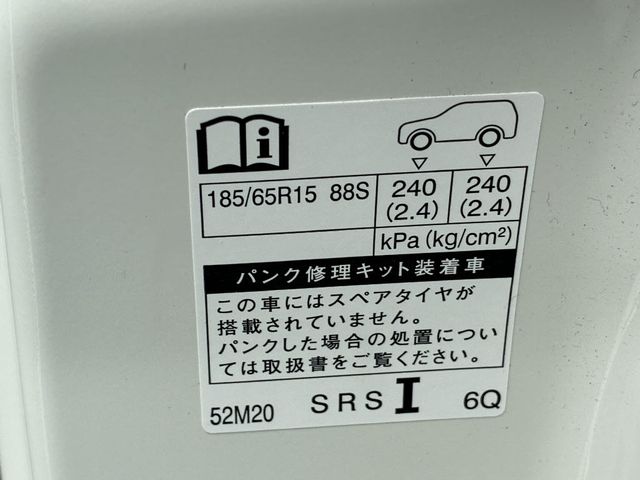 185/65R15 88S 240 (2.4) 240 (2.4)
kPa (kg/cm²)
パンク修理キット装着車
この車にはスペアタイヤが
搭載されていません。
パンクした場合の処置につい
ては取扱書をご覧ください。
52M20 SRS I 6Q